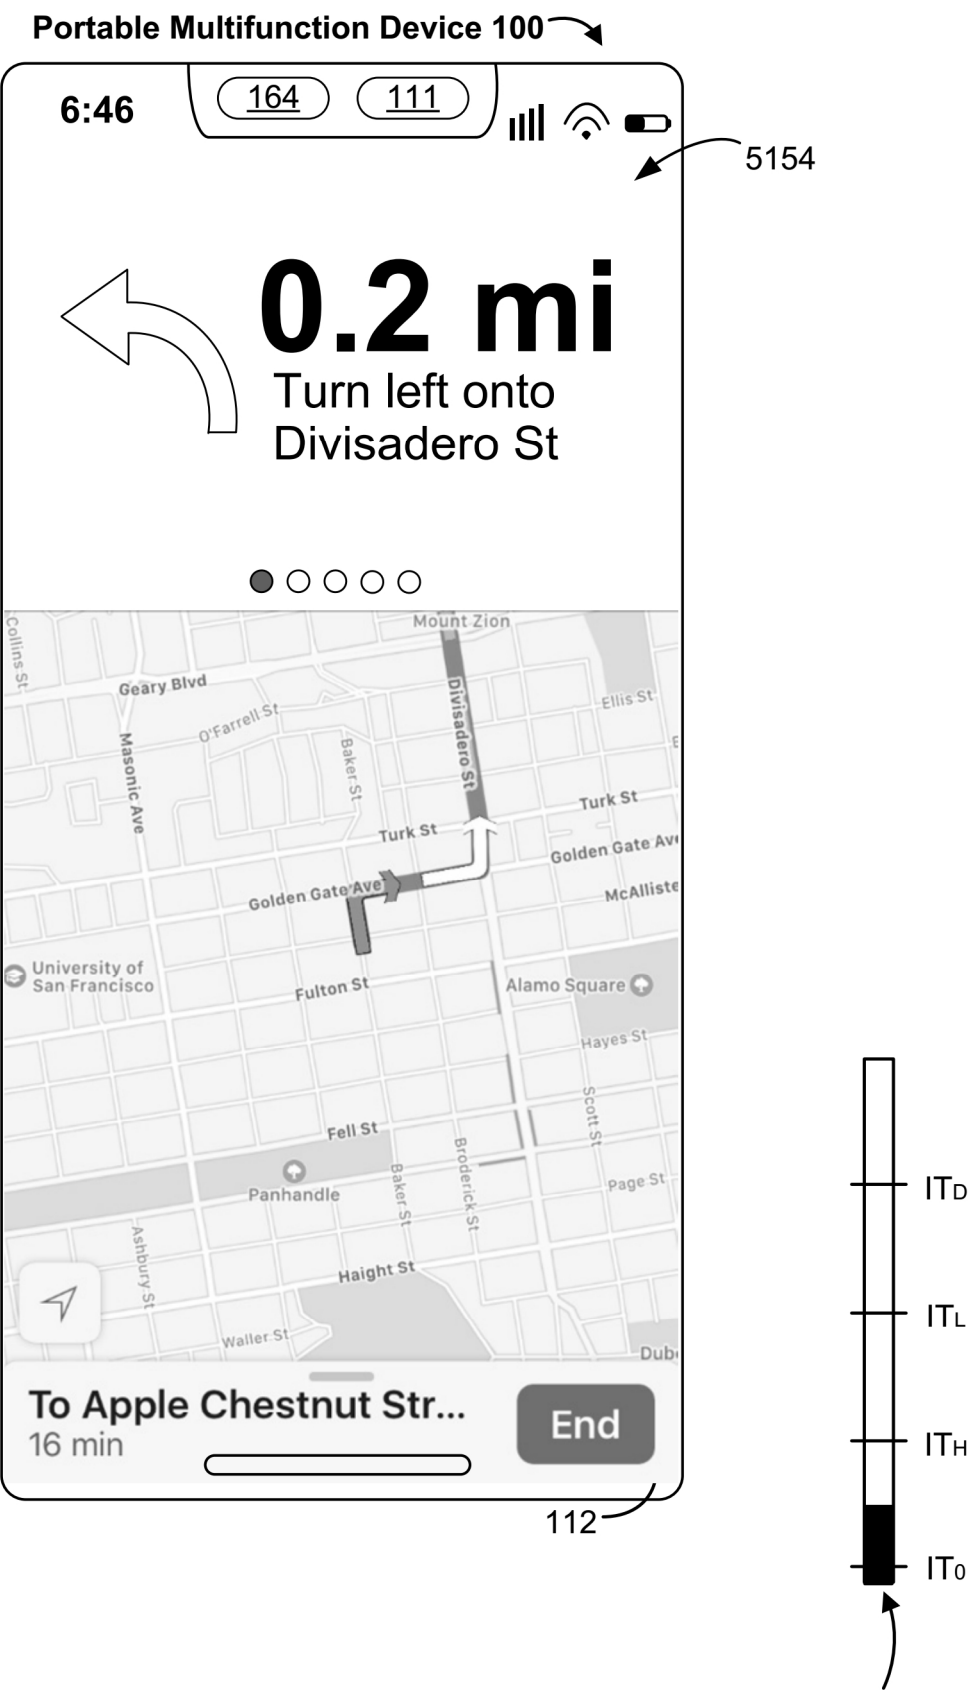 Portable Multifunction Device 100
6:46
164
111
5154
0.2 mi
Turn left onto
Divisadero St
Mount Zion
Collins St
Geary Blvd
Ellis St
O'Farrell St
Divisadero St
Masonic Ave
Baker St
Turk St
Turk St
Golden Gate Ave
Golden Gate Ave
McAlliste
University of
San Francisco
Fulton St
Alamo Square
Hayes St
Scott St
Fell St
Panhandle
Baker St
Broderick St
Page St
Ashbury St
Haight St
Waller St
Dub
To Apple Chestnut Str...
16 min
End
112
ITD
ITL
ITH
IT0